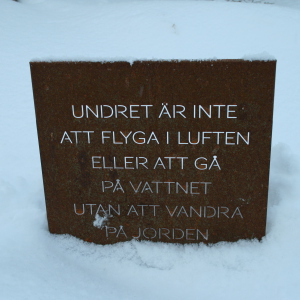 UNDRET ÄR INTE
ATT FLYGA I LUFTEN
ELLER ATT GÅ
PÅ VATTNET
UTAN ATT VANDRA
PÅ JORDEN